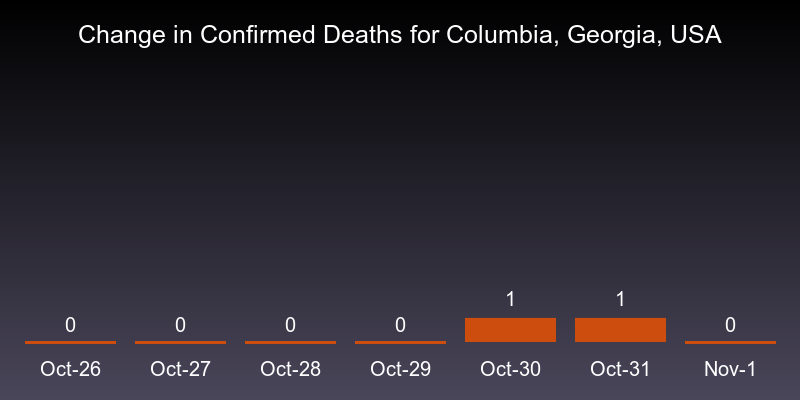 Change in Confirmed Deaths for Columbia, Georgia, USA
0 0 0 0 1 1 0
Oct-26 Oct-27 Oct-28 Oct-29 Oct-30 Oct-31 Nov-1